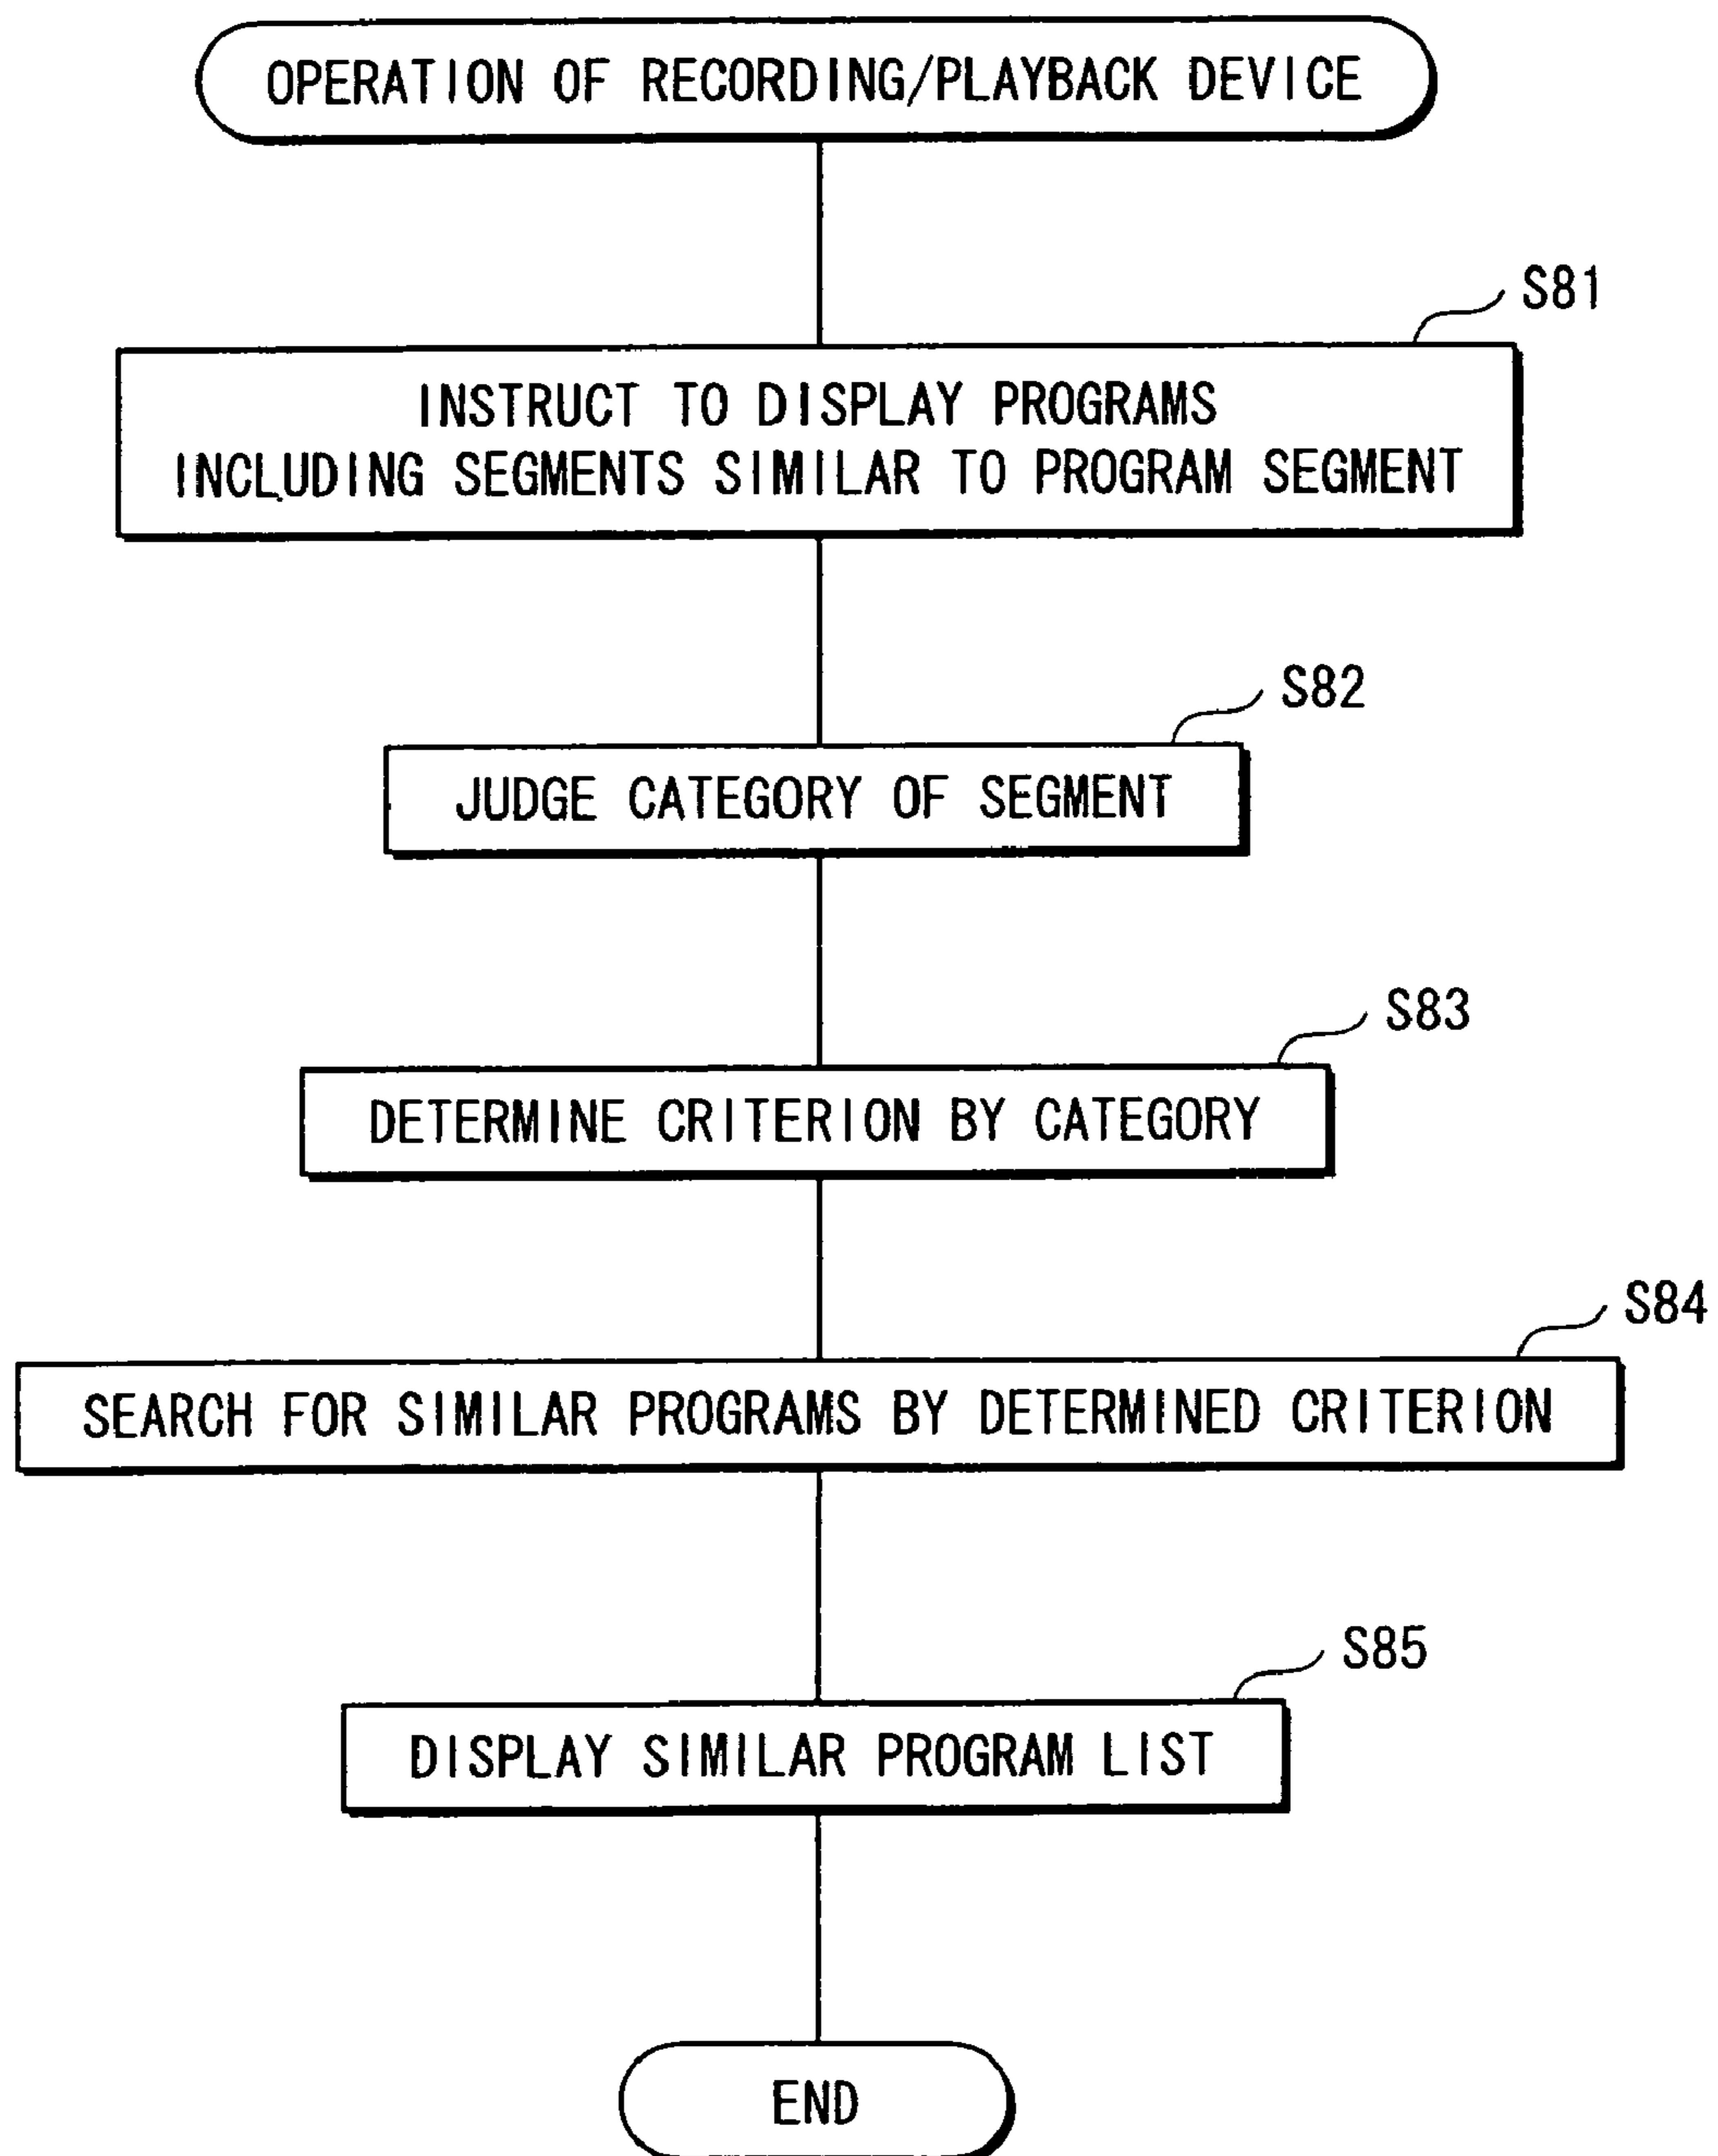 OPERATION OF RECORDING/PLAYBACK DEVICE
S81
INSTRUCT TO DISPLAY PROGRAMS
INCLUDING SEGMENTS SIMILAR TO PROGRAM SEGMENT
S82
JUDGE CATEGORY OF SEGMENT
S83
DETERMINE CRITERION BY CATEGORY
S84
SEARCH FOR SIMILAR PROGRAMS BY DETERMINED CRITERION
S85
DISPLAY SIMILAR PROGRAM LIST
END